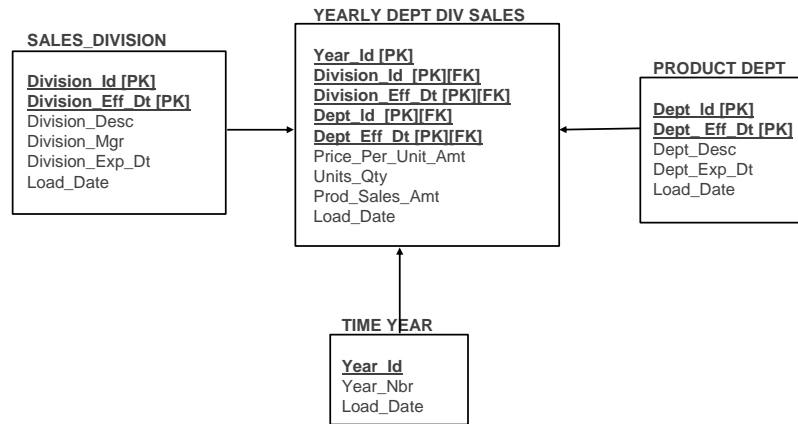 YEARLY DEPT DIV SALES
Year_Id [PK]
Division_Id [PK][FK]
Division_Eff_Dt [PK][FK]
Dept_Id [PK][FK]
Dept_Eff_Dt [PK][FK]
Price_Per_Unit_Amt
Units_Qty
Prod_Sales_Amt
Load_Date
SALES_DIVISION
Division_Id [PK]
Division_Eff_Dt [PK]
Division_Desc
Division_Mgr
Division_Exp_Dt
Load_Date
PRODUCT DEPT
Dept_Id [PK]
Dept_ Eff_Dt [PK]
Dept_Desc
Dept_Exp_Dt
Load_Date
TIME YEAR
Year_Id
Year_Nbr
Load_Date